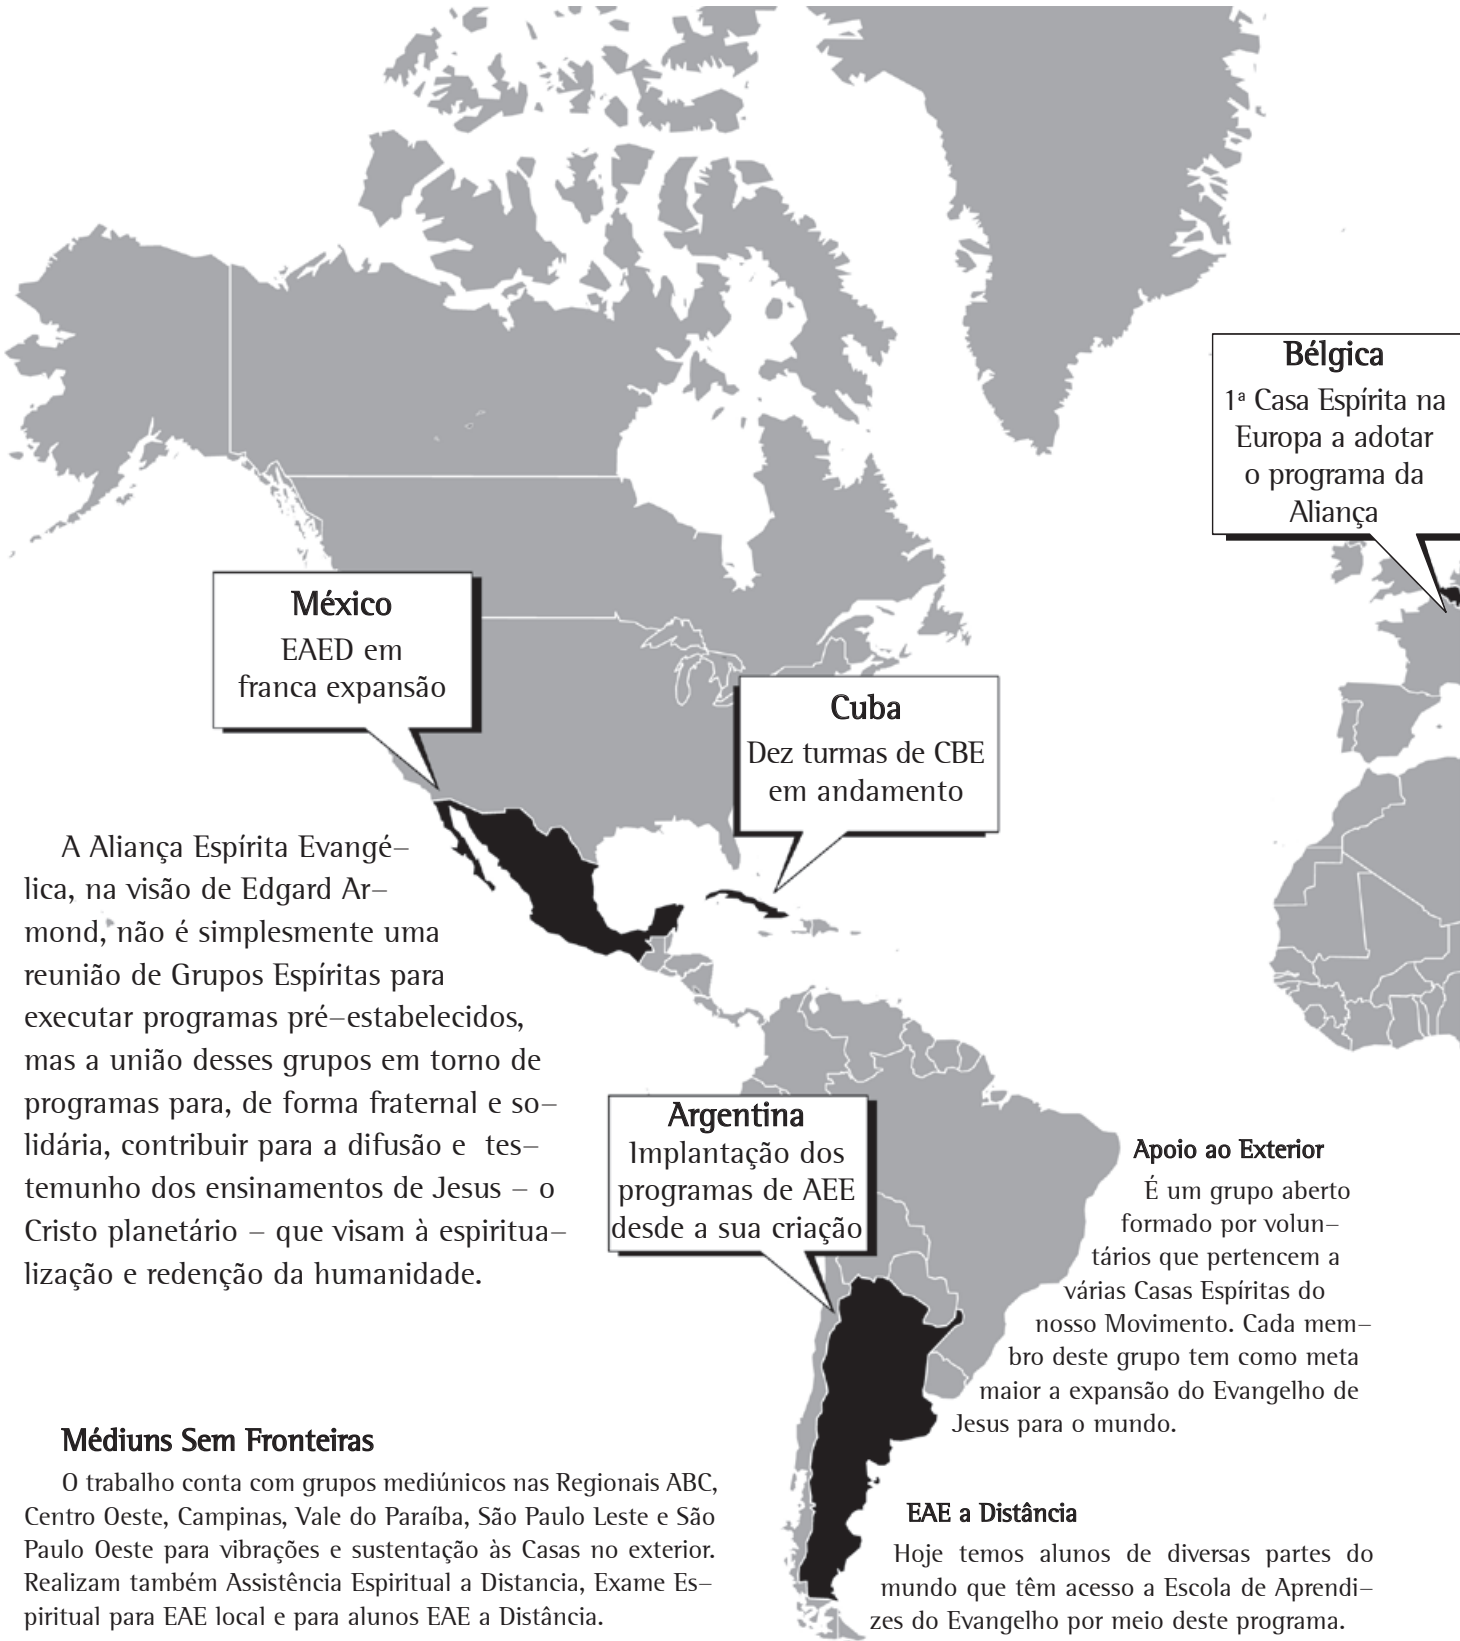 Bélgica
1ª Casa Espírita na
Europa a adotar
o programa da
Aliança
México
EAED em
franca expansão
Cuba
Dez turmas de CBE
em andamento
A Aliança Espírita Evangé–
lica, na visão de Edgard Ar–
mond, não é simplesmente uma
reunião de Grupos Espíritas para
executar programas pré–estabelecidos,
mas a união desses grupos em torno de
programas para, de forma fraternal e so–
lidária, contribuir para a difusão e tes–
temunho dos ensinamentos de Jesus – o
Cristo planetário – que visam à espiritua–
lização e redenção da humanidade.
Argentina
Implantação dos
programas de AEE
desde a sua criação
Apoio ao Exterior
É um grupo aberto
formado por volun–
tários que pertencem a
várias Casas Espíritas do
nosso Movimento. Cada mem–
bro deste grupo tem como meta
maior a expansão do Evangelho de
Jesus para o mundo.
Médiuns Sem Fronteiras
O trabalho conta com grupos mediúnicos nas Regionais ABC,
Centro Oeste, Campinas, Vale do Paraíba, São Paulo Leste e São
Paulo Oeste para vibrações e sustentação às Casas no exterior.
Realizam também Assistência Espiritual a Distancia, Exame Es–
piritual para EAE local e para alunos EAE a Distância.
EAE a Distância
Hoje temos alunos de diversas partes do
mundo que têm acesso a Escola de Aprendi–
zes do Evangelho por meio deste programa.